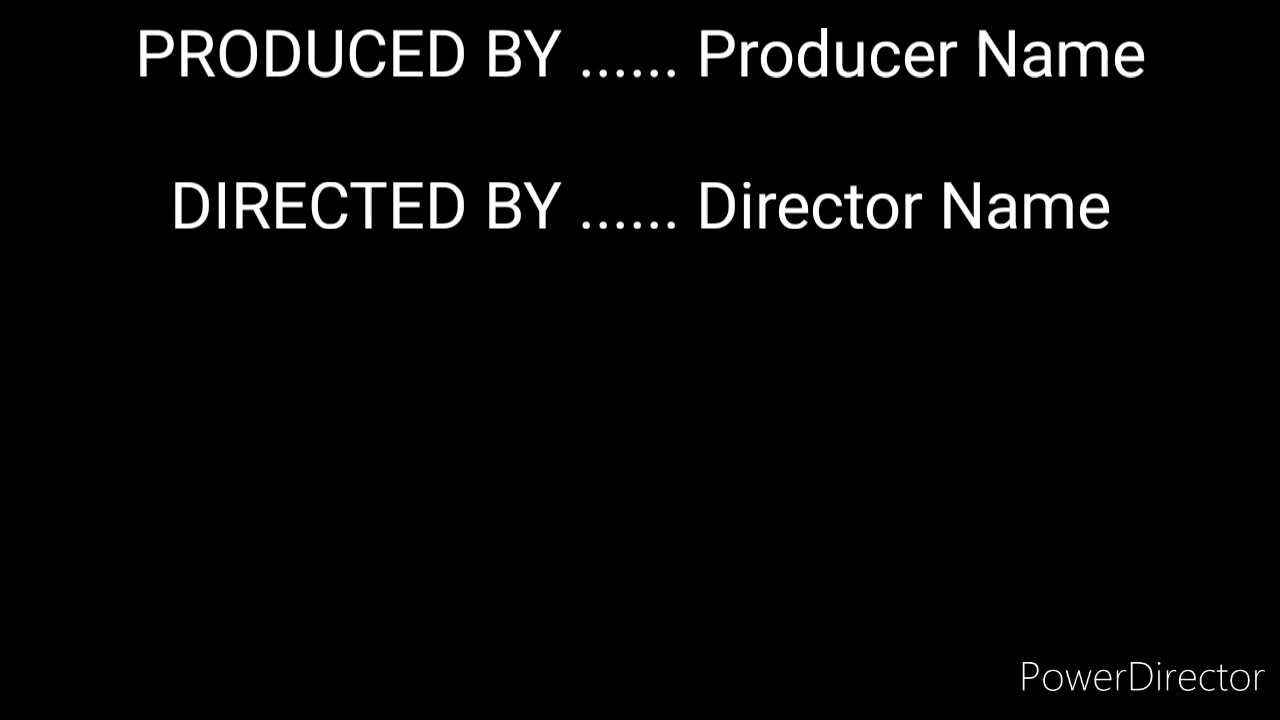 PRODUCED BY ...... Producer Name
DIRECTED BY ...... Director Name
PowerDirector